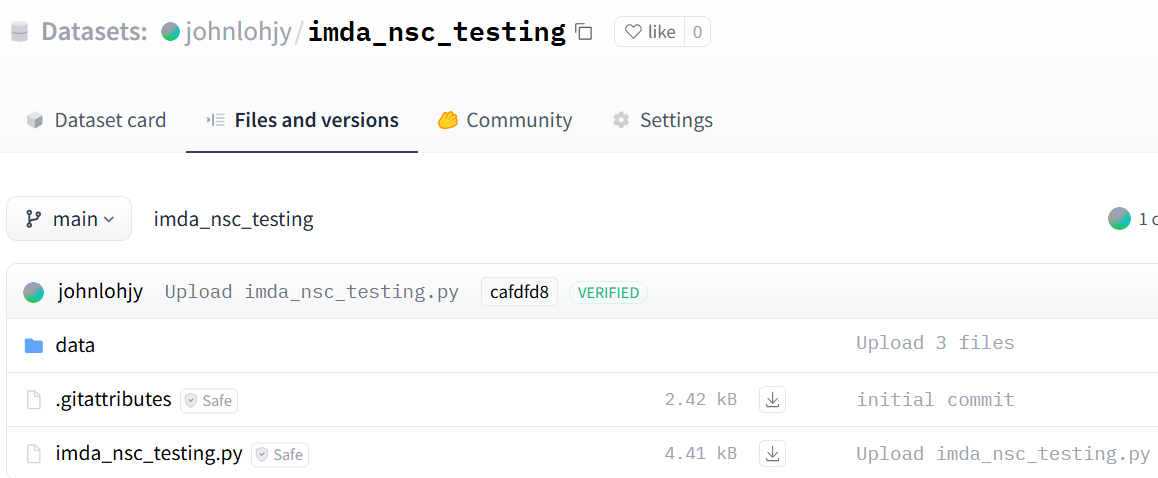 Datasets: johnlohjy/imda_nsc_testing like 0
Dataset card Files and versions Community Settings
main imda_nsc_testing 1
johnlohjy Upload imda_nsc_testing.py cafdfd8 VERIFIED
data Upload 3 files
.gitattributes Safe 2.42 kB initial commit
imda_nsc_testing.py Safe 4.41 kB Upload imda_nsc_testing.py